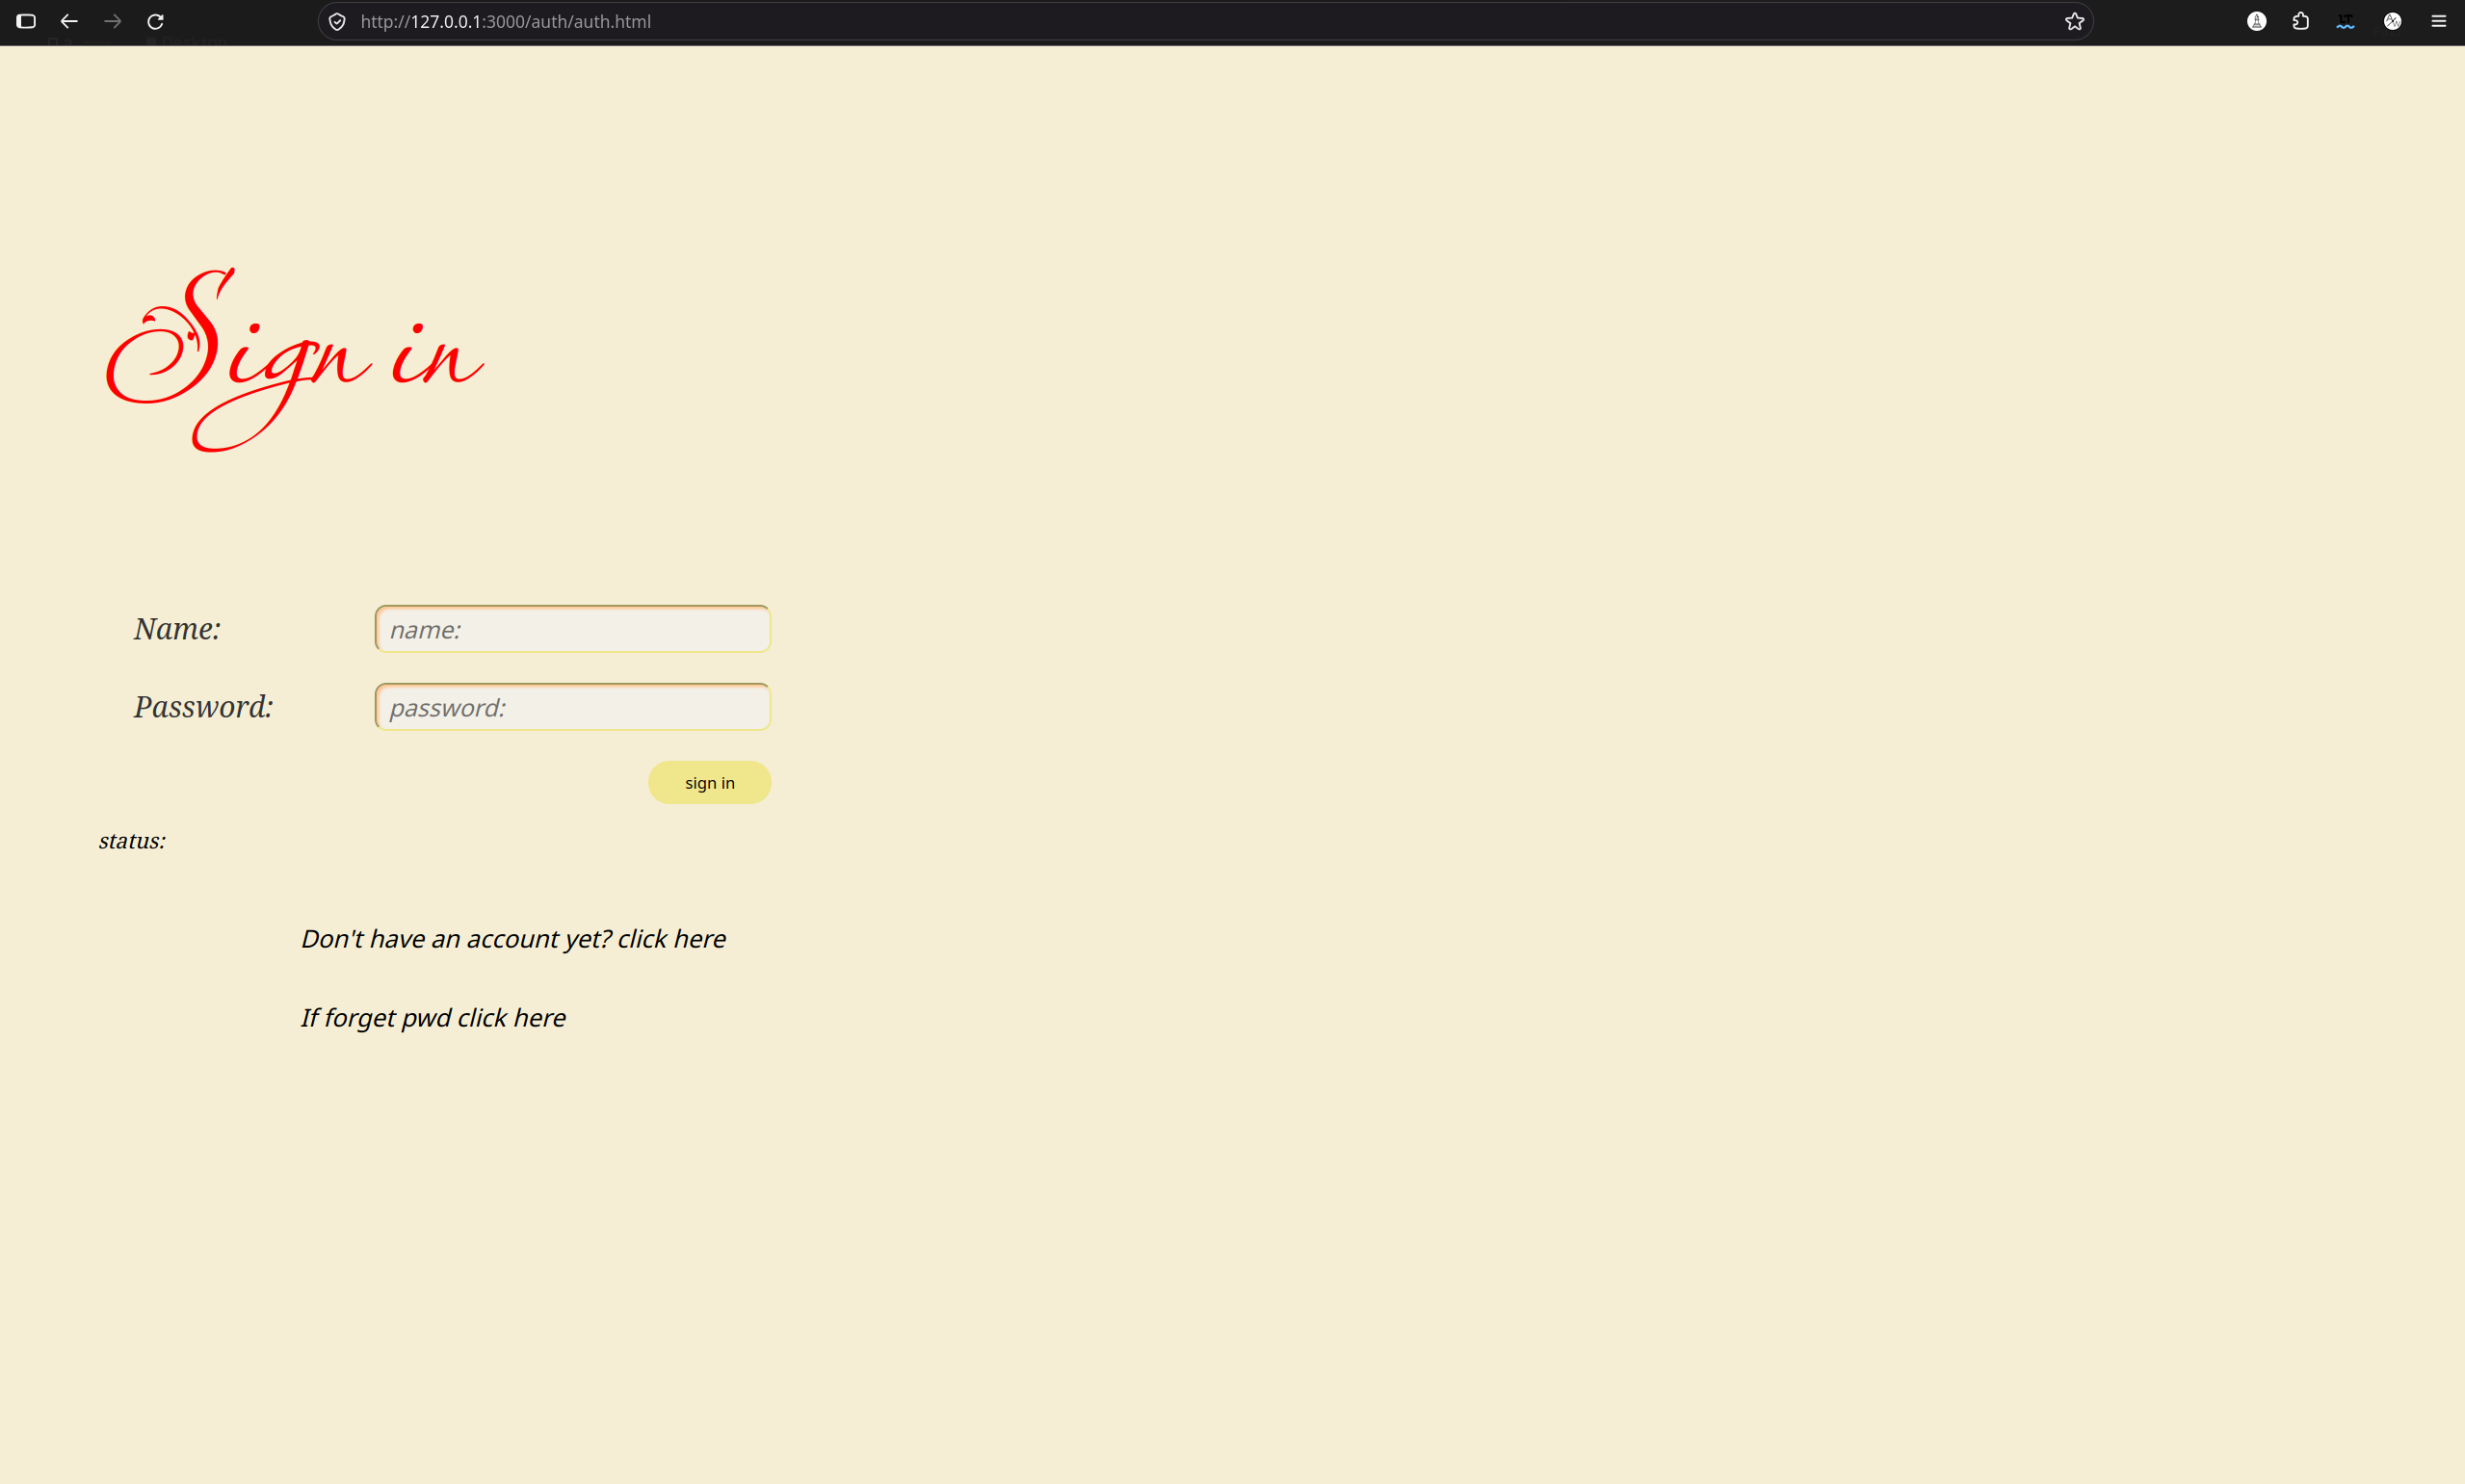 http://127.0.0.1:3000/auth/auth.html
Sign in
Name:
name:
Password:
password:
sign in
status:
Don't have an account yet? click here
If forget pwd click here